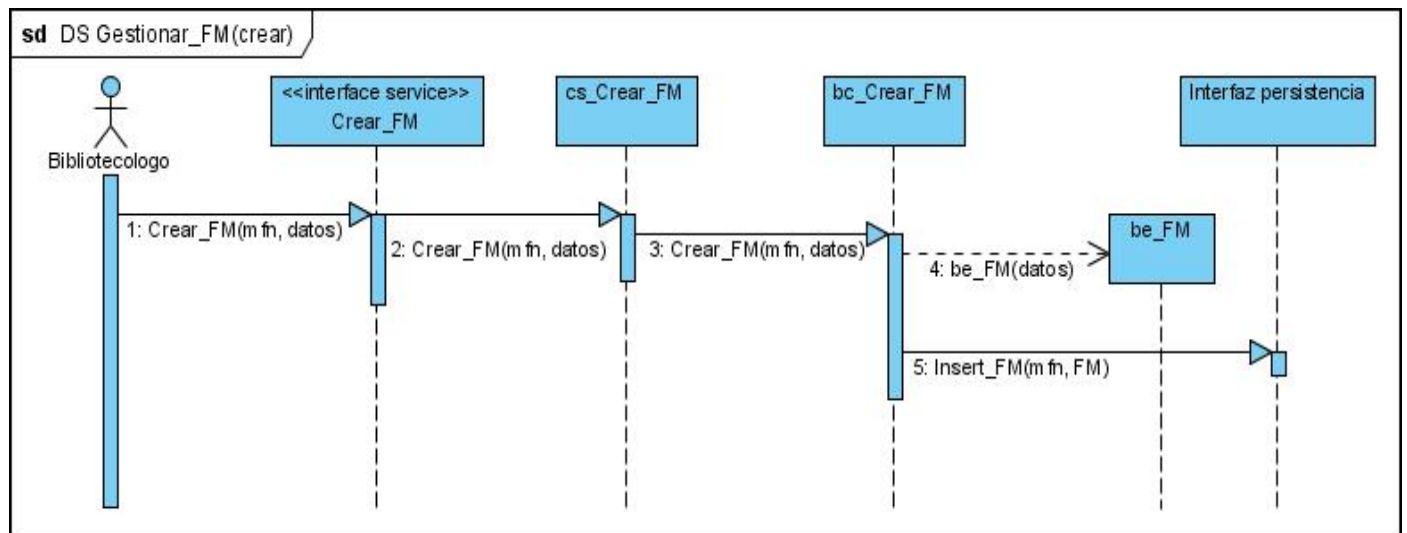 sd DS Gestionar_FM(crear)
<<interface service>>
Crear_FM
cs_Crear_FM
bc_Crear_FM
Interfaz persistencia
Bibliotecologo
be_FM
1: Crear_FM(mfn, datos)
2: Crear_FM(mfn, datos)
3: Crear_FM(mfn, datos)
4: be_FM(datos)
5: Insert_FM(mfn, FM)